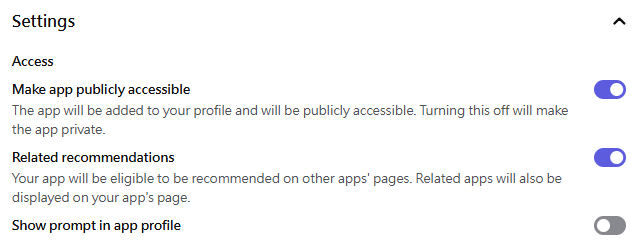 Settings
Access
Make app publicly accessible
The app will be added to your profile and will be publicly accessible. Turning this off will make
the app private.
Related recommendations
Your app will be eligible to be recommended on other apps' pages. Related apps will also be
displayed on your app's page.
Show prompt in app profile